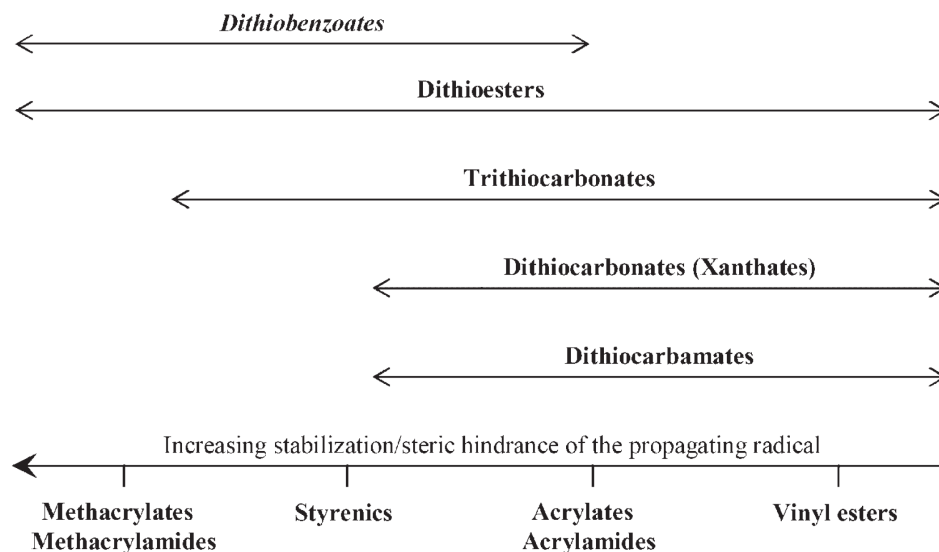 Dithiobenzoates
Dithioesters
Trithiocarbonates
Dithiocarbonates (Xanthates)
Dithiocarbamates
Increasing stabilization/steric hindrance of the propagating radical
Methacrylates
Methacrylamides
Styrenics
Acrylates
Acrylamides
Vinyl esters